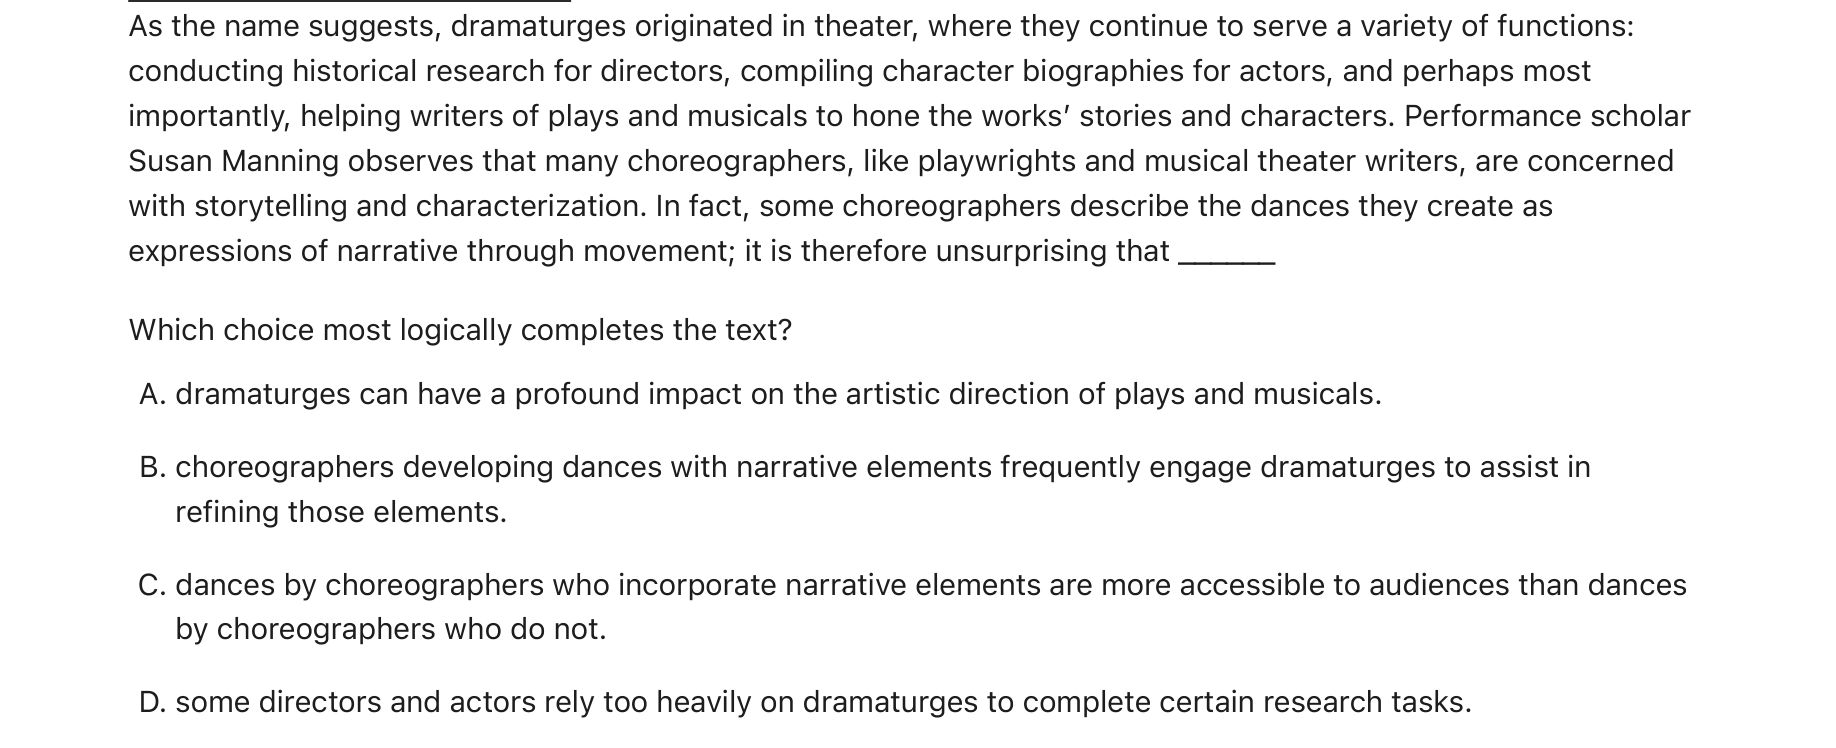 As the name suggests, dramaturges originated in theater, where they continue to serve a variety of functions:
conducting historical research for directors, compiling character biographies for actors, and perhaps most
importantly, helping writers of plays and musicals to hone the works’ stories and characters. Performance scholar
Susan Manning observes that many choreographers, like playwrights and musical theater writers, are concerned
with storytelling and characterization. In fact, some choreographers describe the dances they create as
expressions of narrative through movement; it is therefore unsurprising that ______
Which choice most logically completes the text?
A. dramaturges can have a profound impact on the artistic direction of plays and musicals.
B. choreographers developing dances with narrative elements frequently engage dramaturges to assist in
refining those elements.
C. dances by choreographers who incorporate narrative elements are more accessible to audiences than dances
by choreographers who do not.
D. some directors and actors rely too heavily on dramaturges to complete certain research tasks.